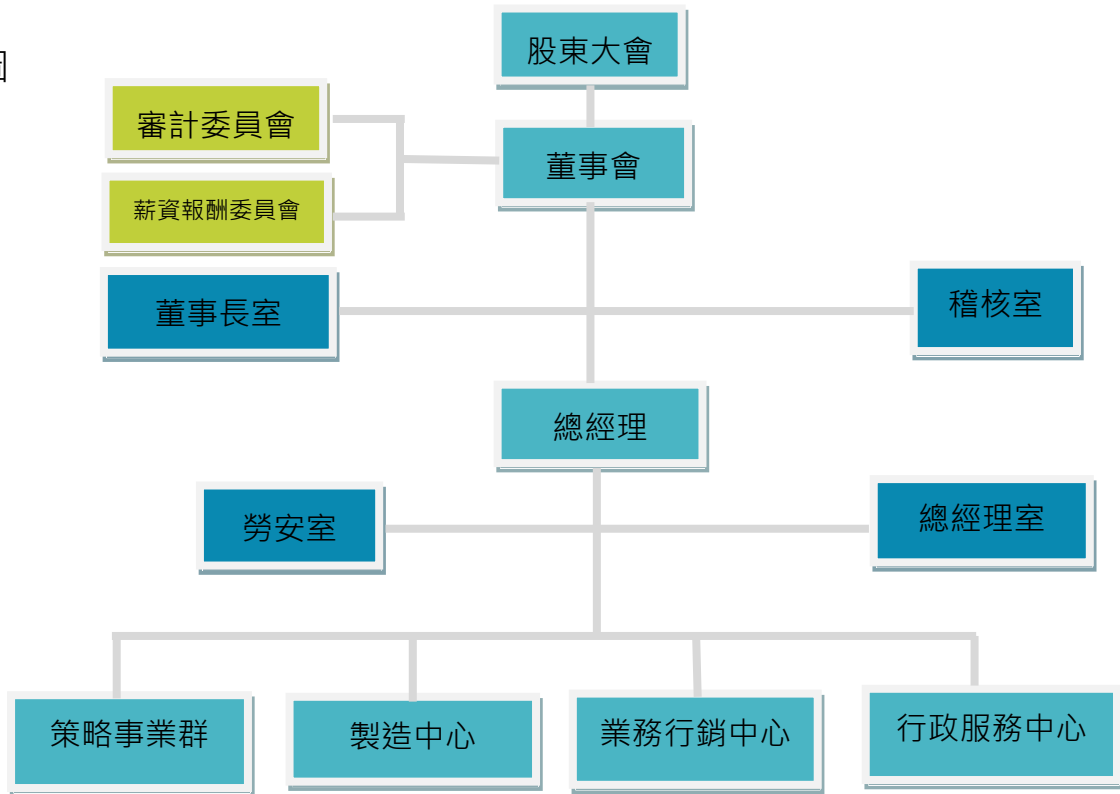 圖
股東大會
審計委員會
董事會
薪資報酬委員會
董事長室
稽核室
總經理
勞安室
總經理室
策略事業群
製造中心
業務行銷中心
行政服務中心